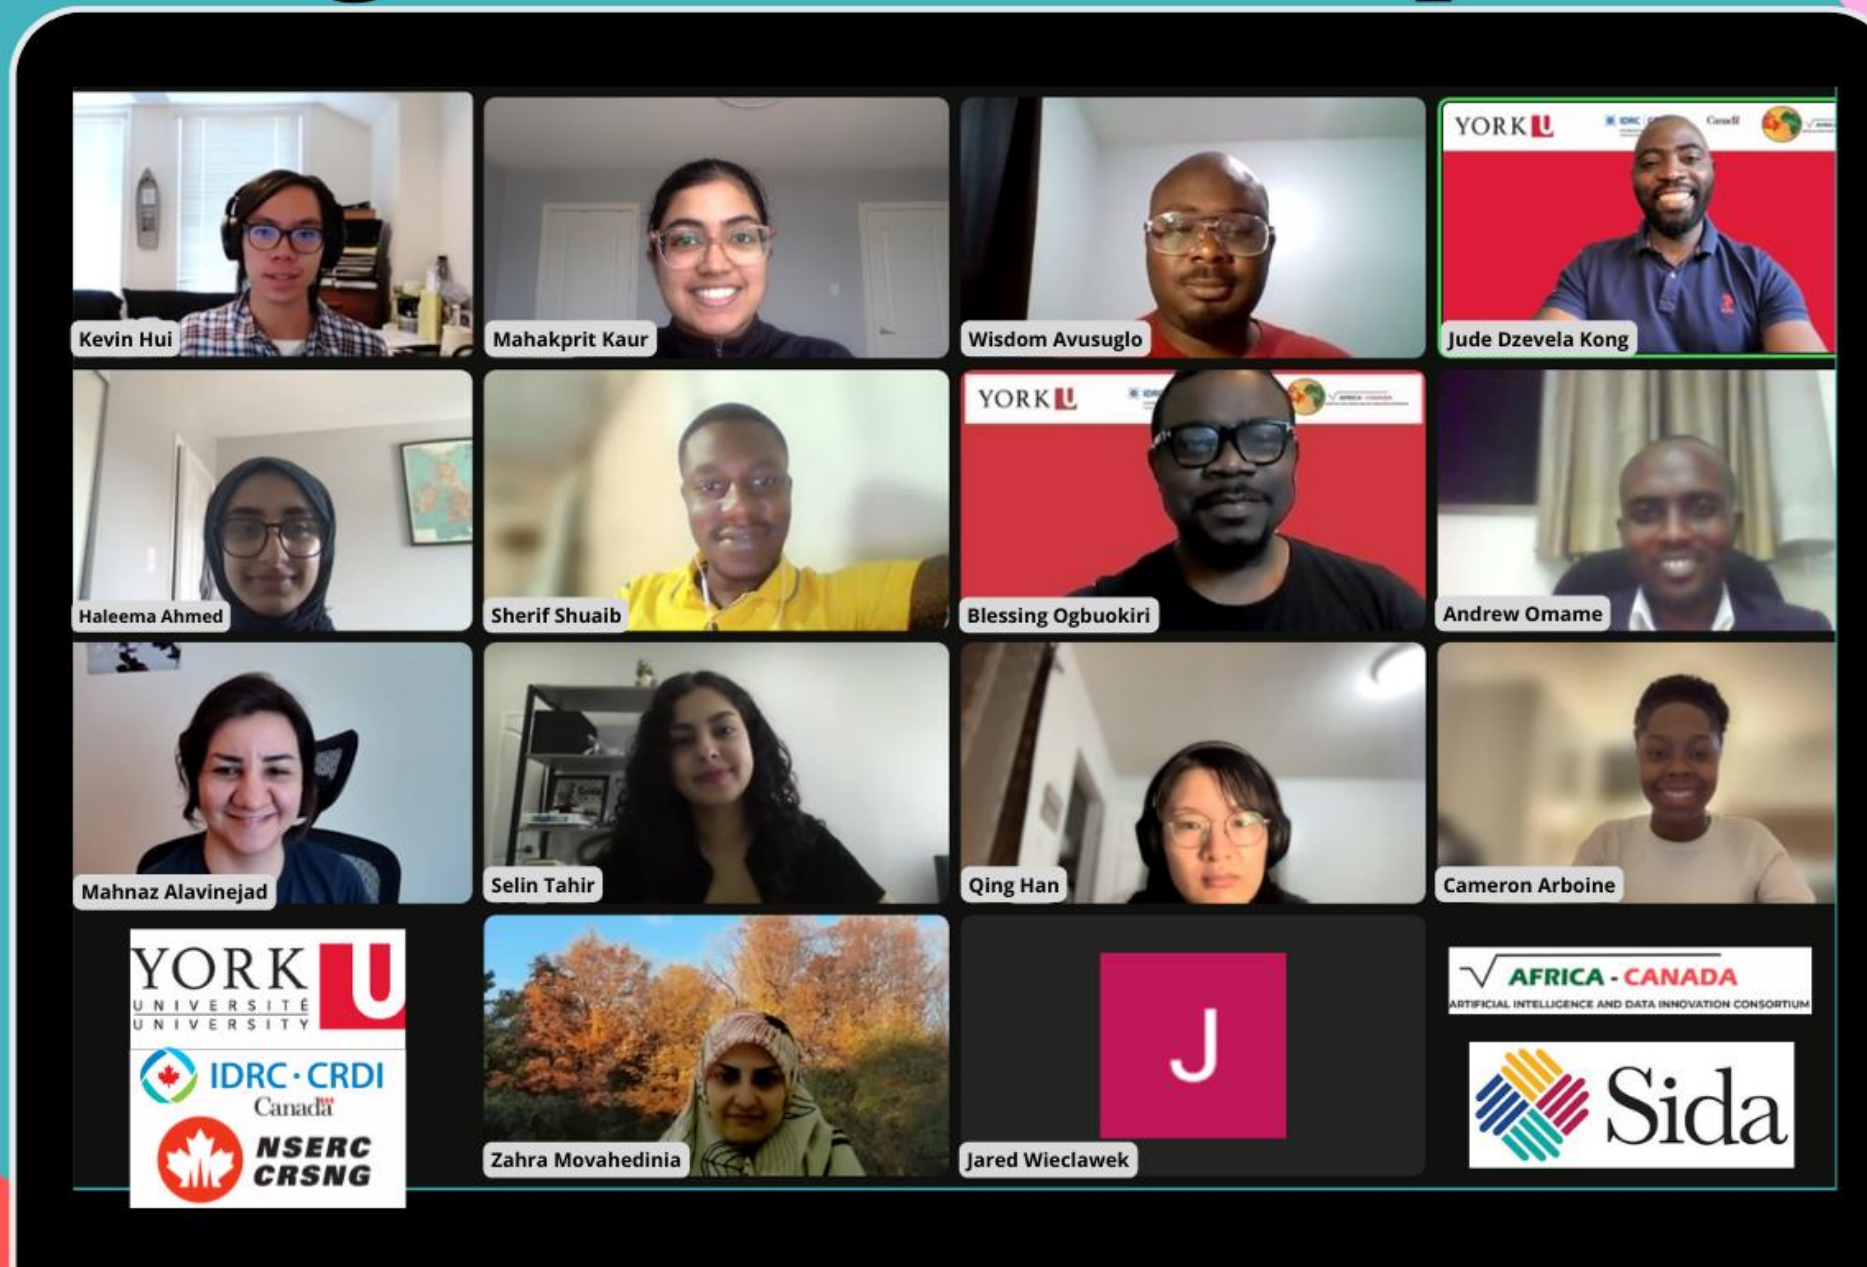 YORK U
Canada
Kevin Hui
Mahakprit Kaur
Wisdom Avusuglo
Jude Dzevela Kong
YORK U
Haleema Ahmed
Sherif Shuaib
Blessing Ogbuokiri
Andrew Omame
Mahnaz Alavinejad
Selin Tahir
Qing Han
Cameron Arboine
YORK U
UNIVERSITÉ
UNIVERSITY
IDRC · CRDI
Canada
NSERC
CRSNG
Zahra Movahedinia
J
Jared Wieclawek
AFRICA - CANADA
ARTIFICIAL INTELLIGENCE AND DATA INNOVATION CONSORTIUM
Sida